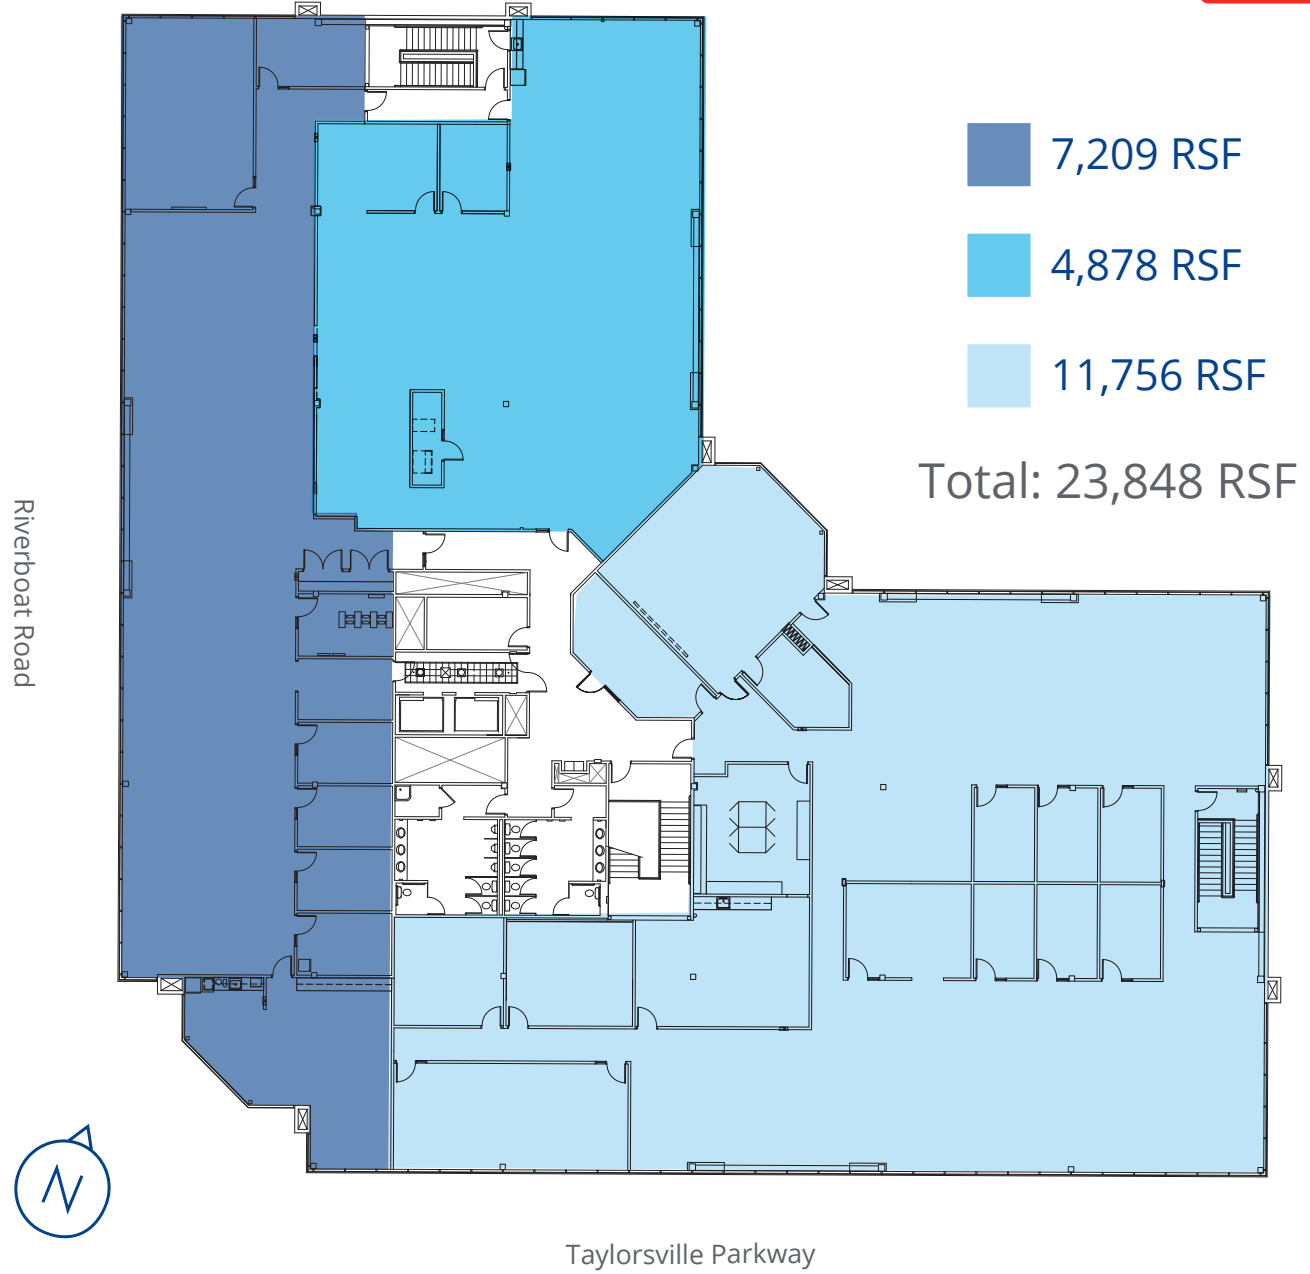 7,209 RSF
4,878 RSF
11,756 RSF
Total: 23,848 RSF
Riverboat Road
N
Taylorsville Parkway